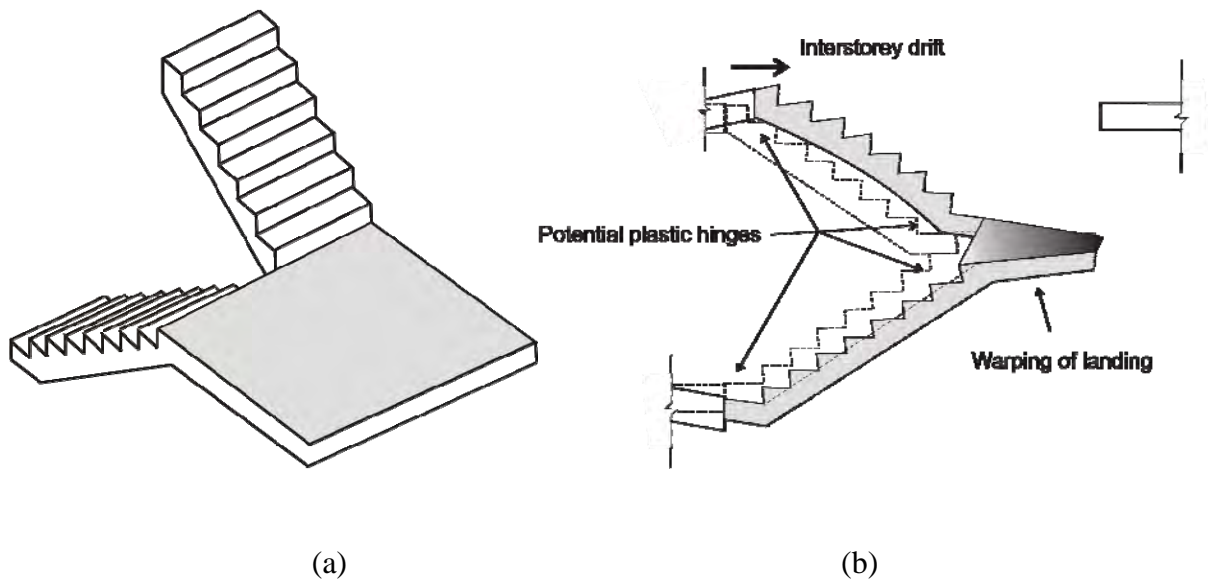 Interstorey drift
Potential plastic hinges
Warping of landing
(a)
(b)